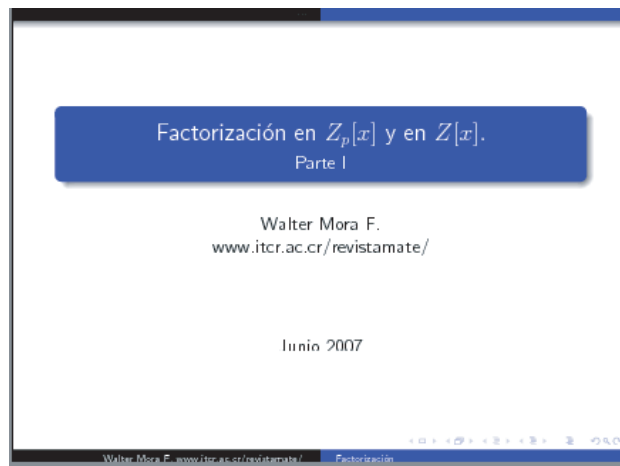 Factorización en Z_p[x] y en Z[x].
Parte I
Walter Mora F.
www.itcr.ac.cr/revistamate/
Junio 2007
Walter Mora F. www.itcr.ac.cr/revistamate/
Factorización